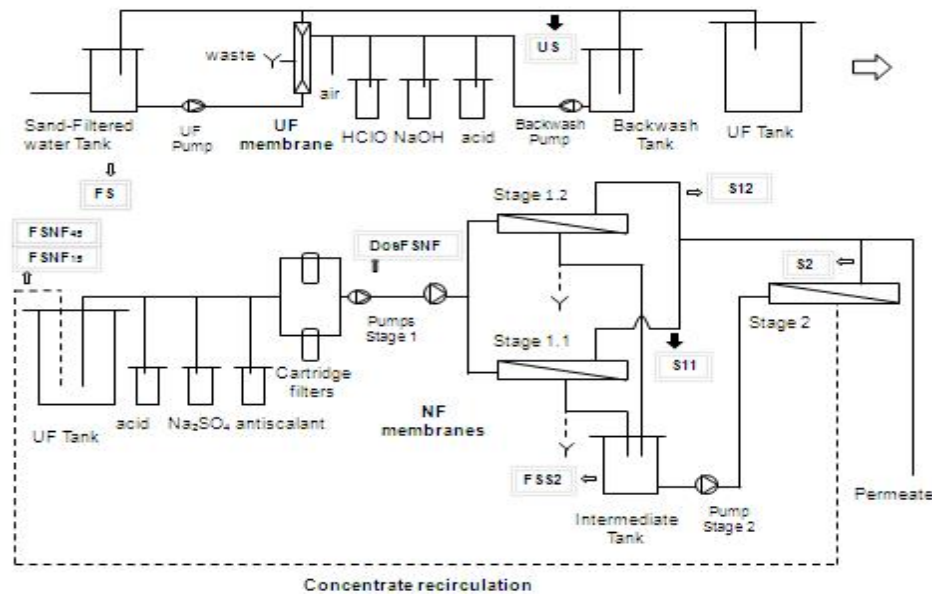 waste
US
air
Sand-Filtered
water Tank
UF
Pump
UF
membrane
HClO
NaOH
acid
Backwash
Pump
Backwash
Tank
UF Tank
FS
FSNF45
FSNF15
DosFSNF
Stage 1.2
S12
S2
Stage 2
Pumps
Stage 1
Stage 1.1
S11
Cartridge
filters
UF Tank
acid
Na₂SO₄
antiscalant
NF
membranes
FSS2
Intermediate
Tank
Pump
Stage 2
Permeate
Concentrate recirculation